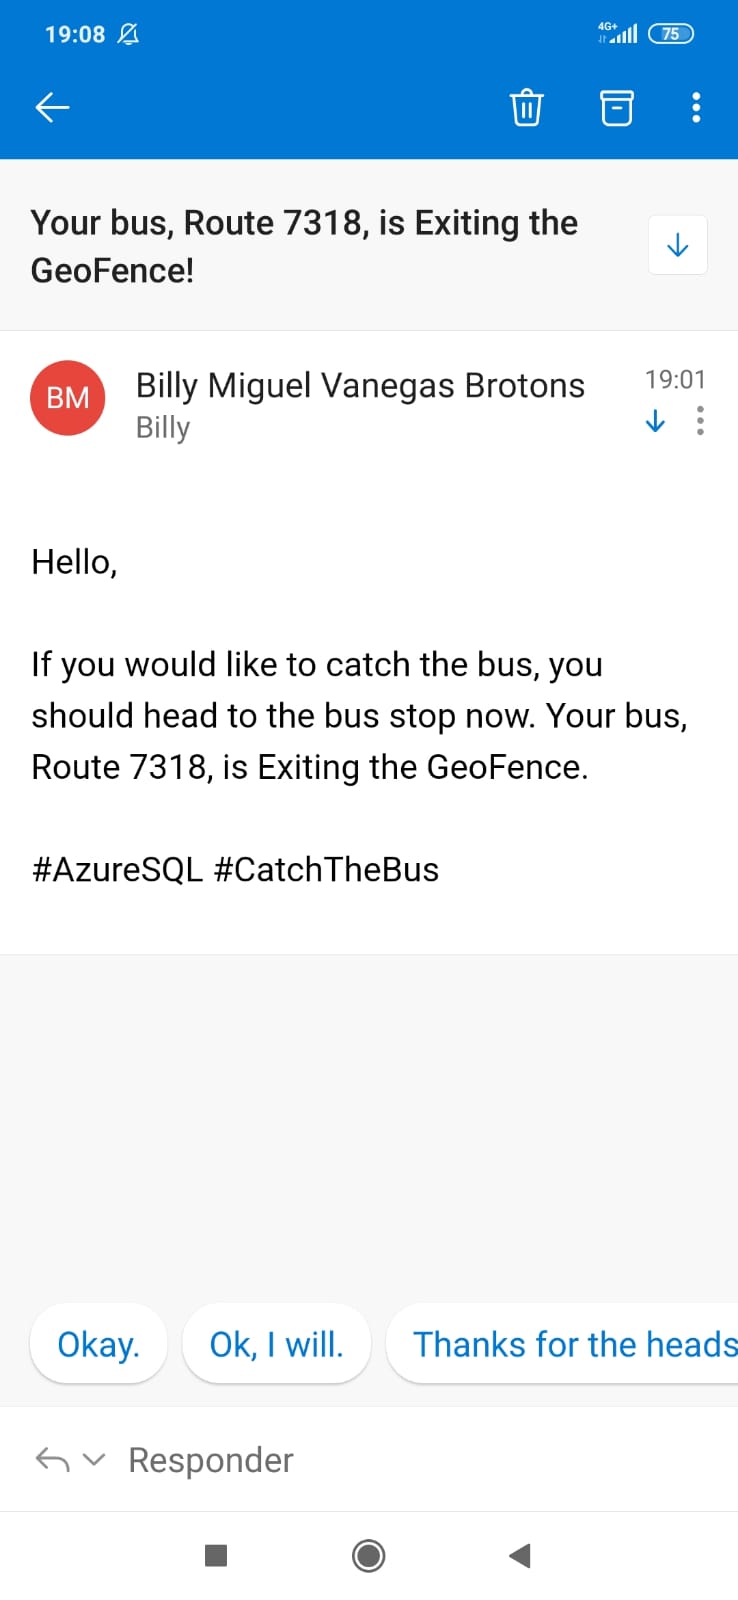 19:08
4G+
75
Your bus, Route 7318, is Exiting the
GeoFence!
BM
Billy Miguel Vanegas Brotons
19:01
Billy
Hello,
If you would like to catch the bus, you
should head to the bus stop now. Your bus,
Route 7318, is Exiting the GeoFence.
#AzureSQL #CatchTheBus
Okay.
Ok, I will.
Thanks for the heads
Responder